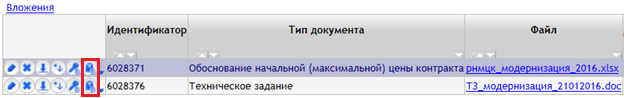 Вложения
Идентификатор Тип документа Файл
6028371 Обоснование начальной (максимальной) цены контракта рнмцк_модернизация_2016.xlsx
6028376 Техническое задание ТЗ_модернизация_21012016.doc